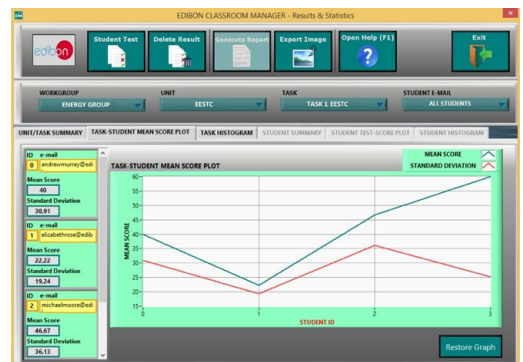 EDIBON CLASSROOM MANAGER - Results & Statistics
edibon
Student Test
Delete Result
Generate Report
Export Image
Open Help (F1)
Exit
WORKGROUP
UNIT
TASK
STUDENT E-MAIL
ENERGY GROUP
EESTC
TASK 1 EESTC
ALL STUDENTS
UNIT/TASK SUMMARY
TASK-STUDENT MEAN SCORE PLOT
TASK HISTOGRAM
STUDENT SUMMARY
STUDENT TEST-SCORE PLOT
STUDENT HISTOGRAM
ID e-mail
0 andrewmurray@edi
Mean Score
40
Standard Deviation
30,91
ID e-mail
1 elizabethrose@edib
Mean Score
22,22
Standard Deviation
19,24
ID e-mail
2 michaelmoore@edi
Mean Score
46,67
Standard Deviation
36,13
TASK-STUDENT MEAN SCORE PLOT
MEAN SCORE
STANDARD DEVIATION
MEAN SCORE
60
55
50
45
40
35
30
25
20
15
0
1
2
3
STUDENT ID
Restore Graph